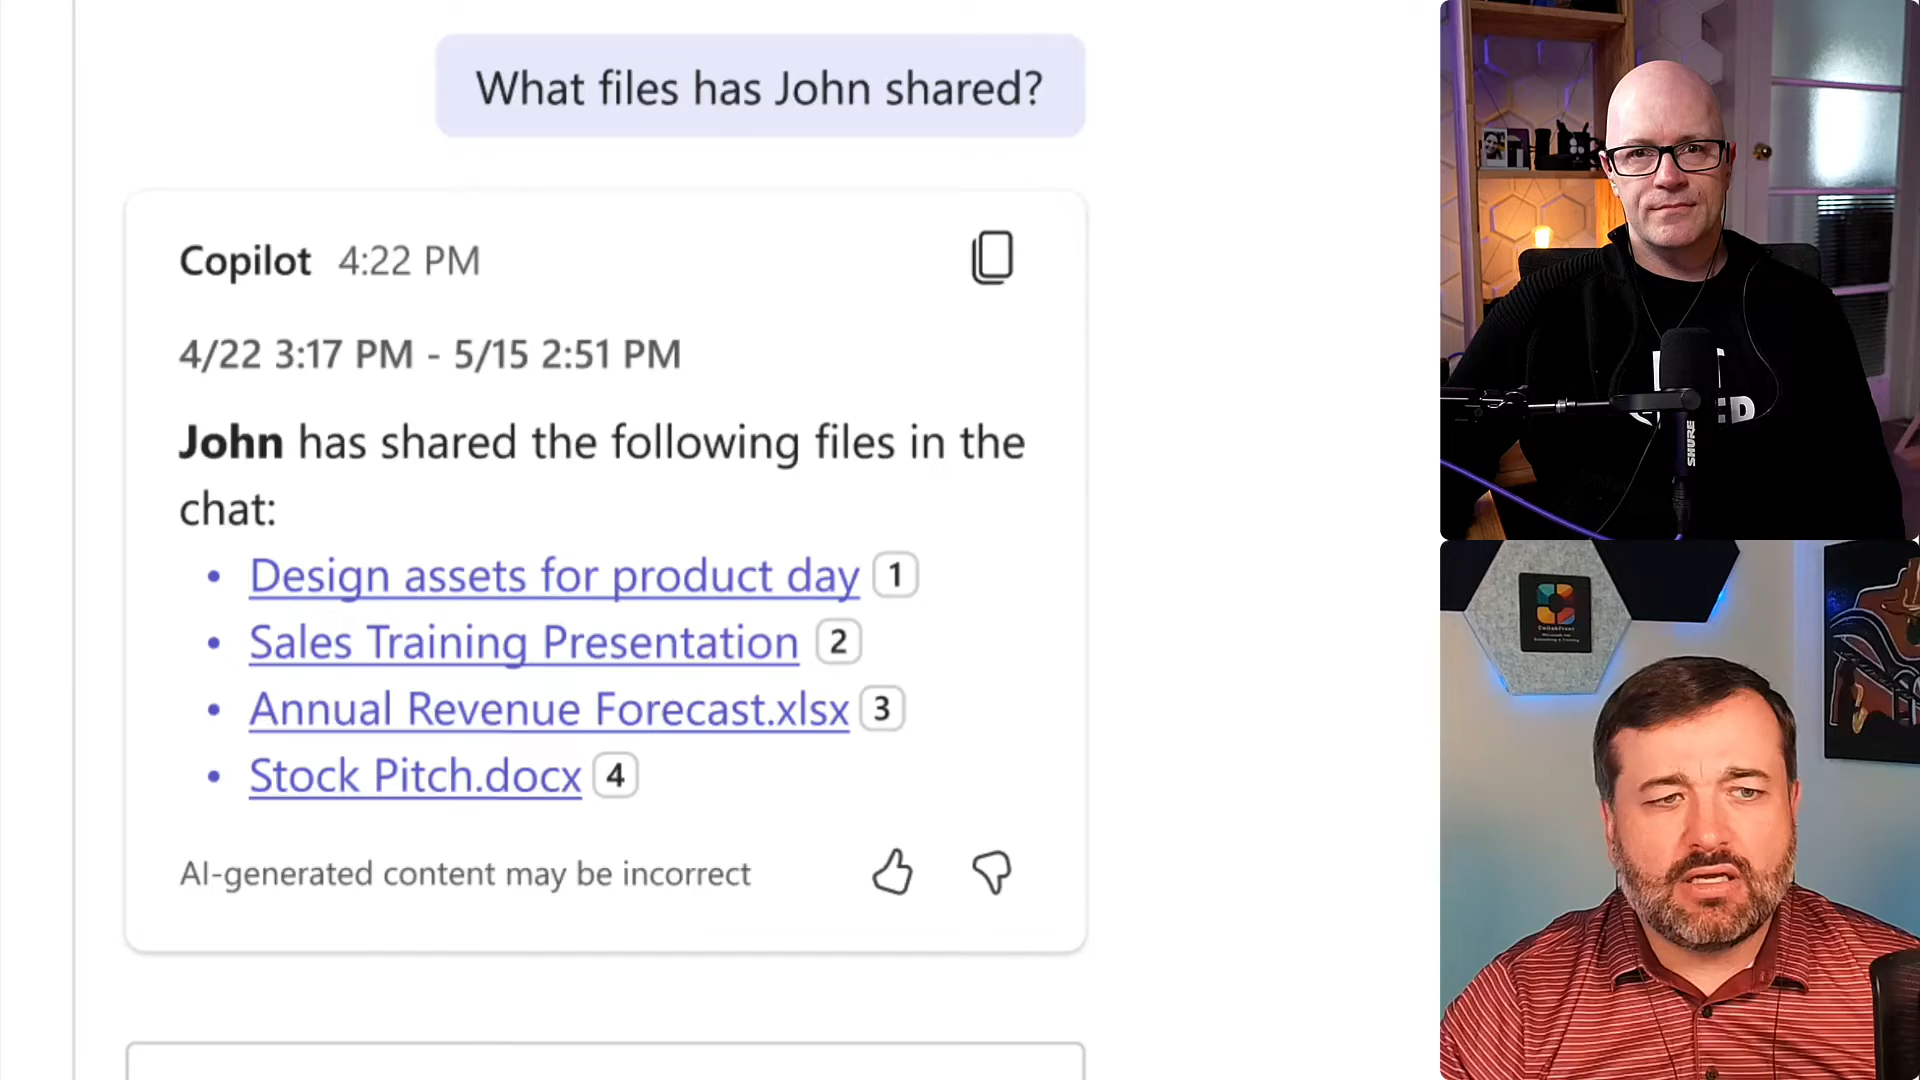 What files has John shared?
Copilot 4:22 PM
4/22 3:17 PM - 5/15 2:51 PM
John has shared the following files in the
chat:
• Design assets for product day 1
• Sales Training Presentation 2
• Annual Revenue Forecast.xlsx 3
• Stock Pitch.docx 4
AI-generated content may be incorrect
SHURE